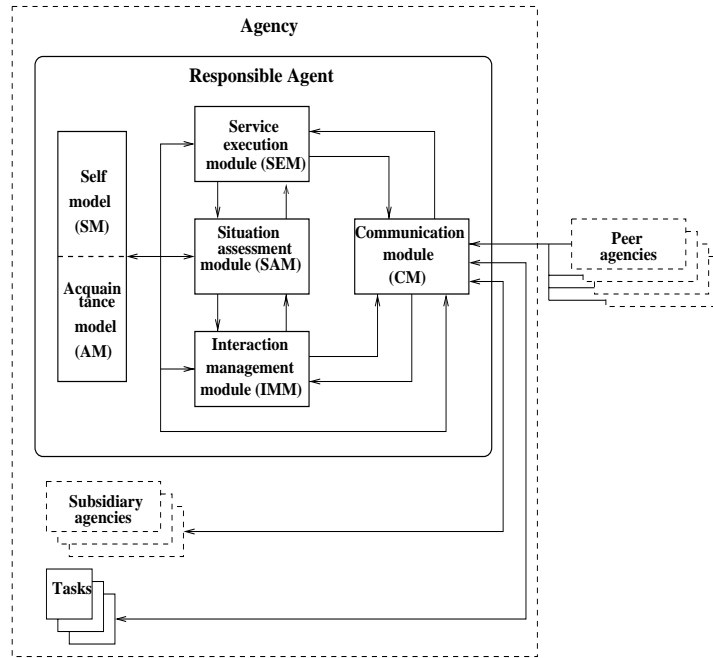 Agency
Responsible Agent
Service
execution
module (SEM)
Self
model
(SM)
Situation
assessment
module (SAM)
Communication
module
(CM)
Peer
agencies
Acquain
tance
model
(AM)
Interaction
management
module (IMM)
Subsidiary
agencies
Tasks